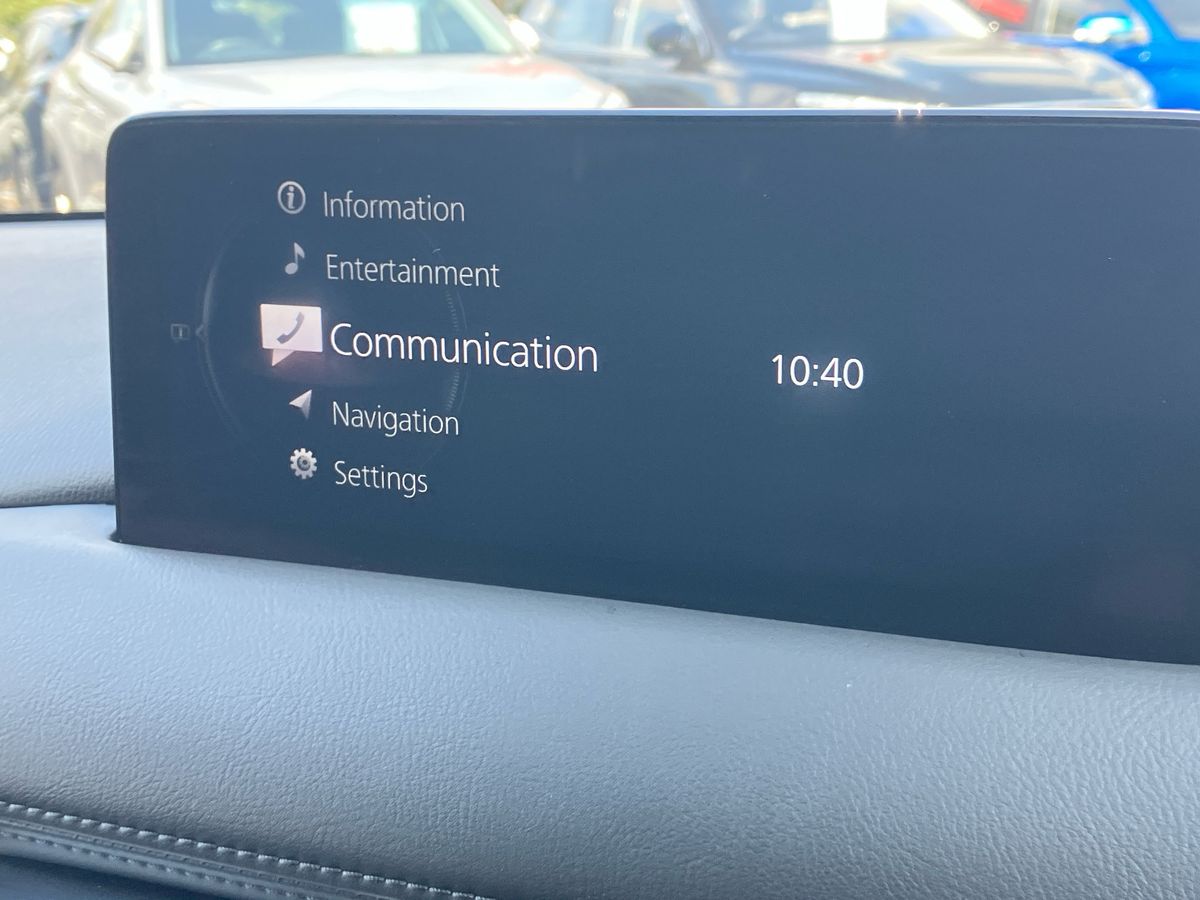 Information
Entertainment
Communication
10:40
Navigation
Settings